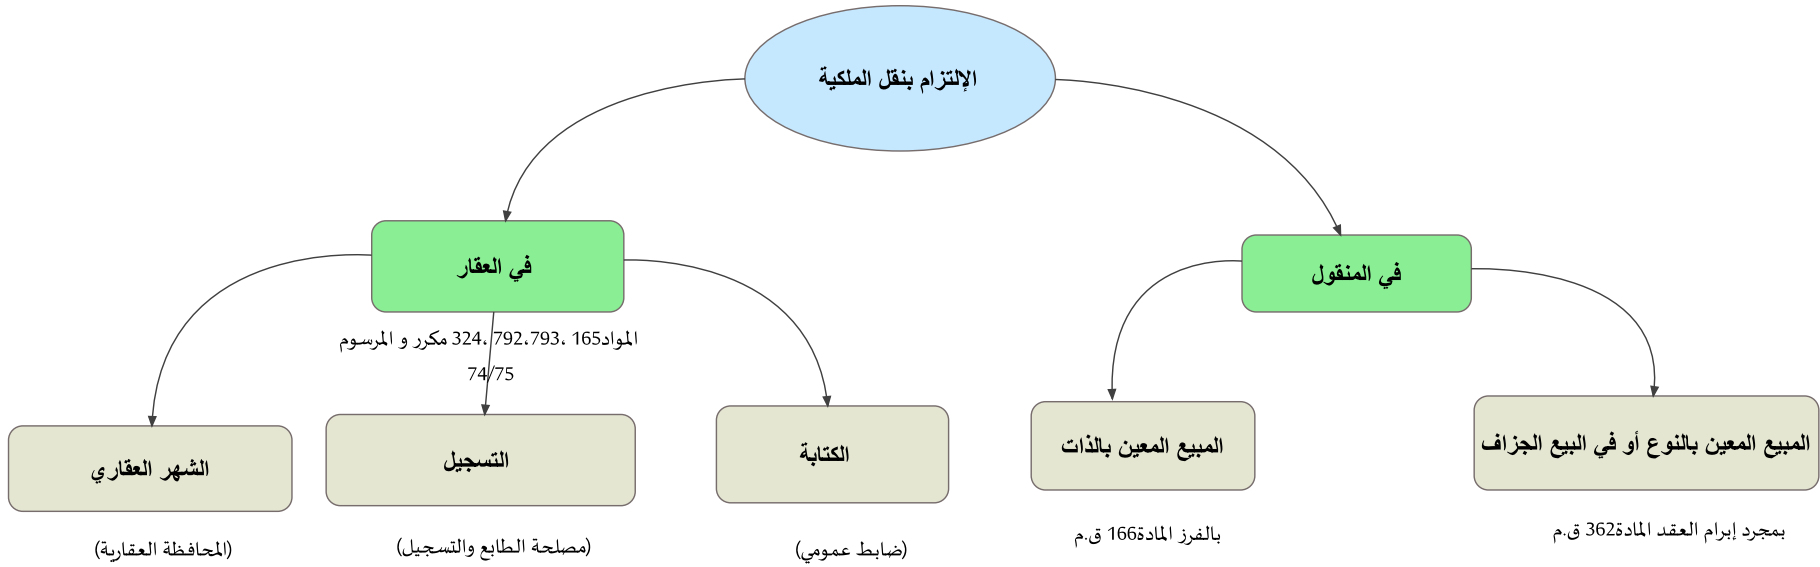 الإلتزام بنقل الملكية
في المنقول
في العقار
المواد165 ،793،792 ،324 مكرر و المرسوم
74/75
المبيع المعين بالنوع أو في البيع الجزاف
بمجرد إبرام العقد المادة362 ق.م
المبيع المعين بالذات
بالفرز المادة166 ق.م
الكتابة
(ضابط عمومي)
التسجيل
(مصلحة الطابع والتسجيل)
الشهر العقاري
(المحافظة العقارية)